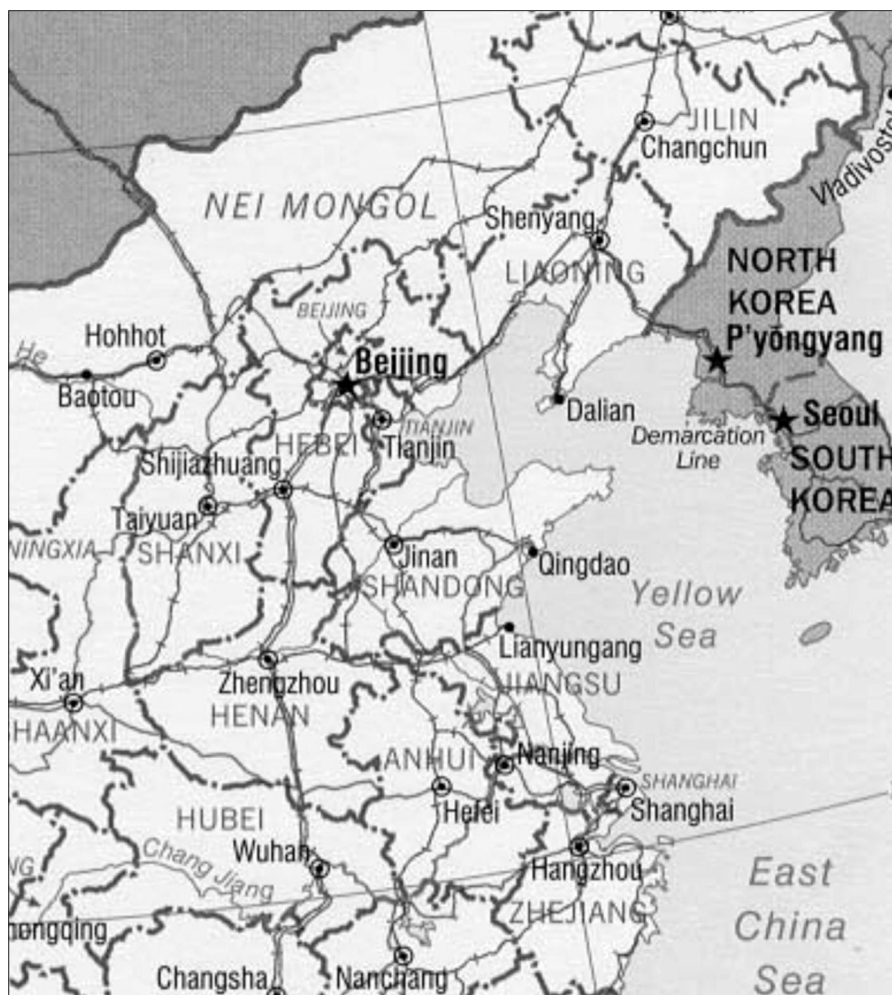 JILIN
Changchun
Vladivosto
NEI MONGOL
Shenyang
LIAONING
NORTH
KOREA
P'yŏngyang
BEIJING
Hohhot
He
Beijing
Baotou
Dalian
Seoul
TIANJIN
Tianjin
HEBEI
Demarcation
Line
SOUTH
KOREA
Shijiazhuang
Taiyuan
NINGXIA
SHANXI
Jinan
Qingdao
SHANDONG
Yellow
Sea
Lianyungang
Xi'an
Zhengzhou
JIANGSU
HENAN
SHAANXI
ANHUI
Nanjing
SHANGHAI
Hefei
Shanghai
HUBEI
Wuhan
Chang Jiang
Hangzhou
East
China
Sea
ZHEJIANG
hongqing
Changsha
Nanchang